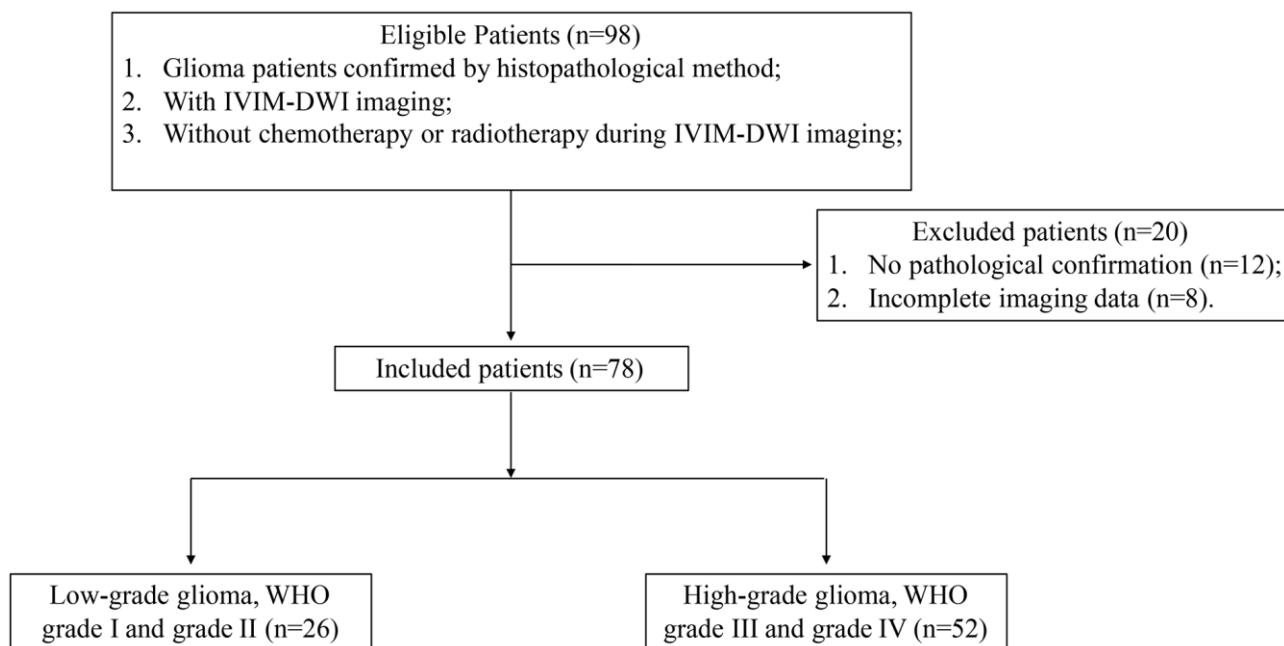 Eligible Patients (n=98)
1. Glioma patients confirmed by histopathological method;
2. With IVIM-DWI imaging;
3. Without chemotherapy or radiotherapy during IVIM-DWI imaging;
Excluded patients (n=20)
1. No pathological confirmation (n=12);
2. Incomplete imaging data (n=8).
Included patients (n=78)
Low-grade glioma, WHO
grade I and grade II (n=26)
High-grade glioma, WHO
grade III and grade IV (n=52)